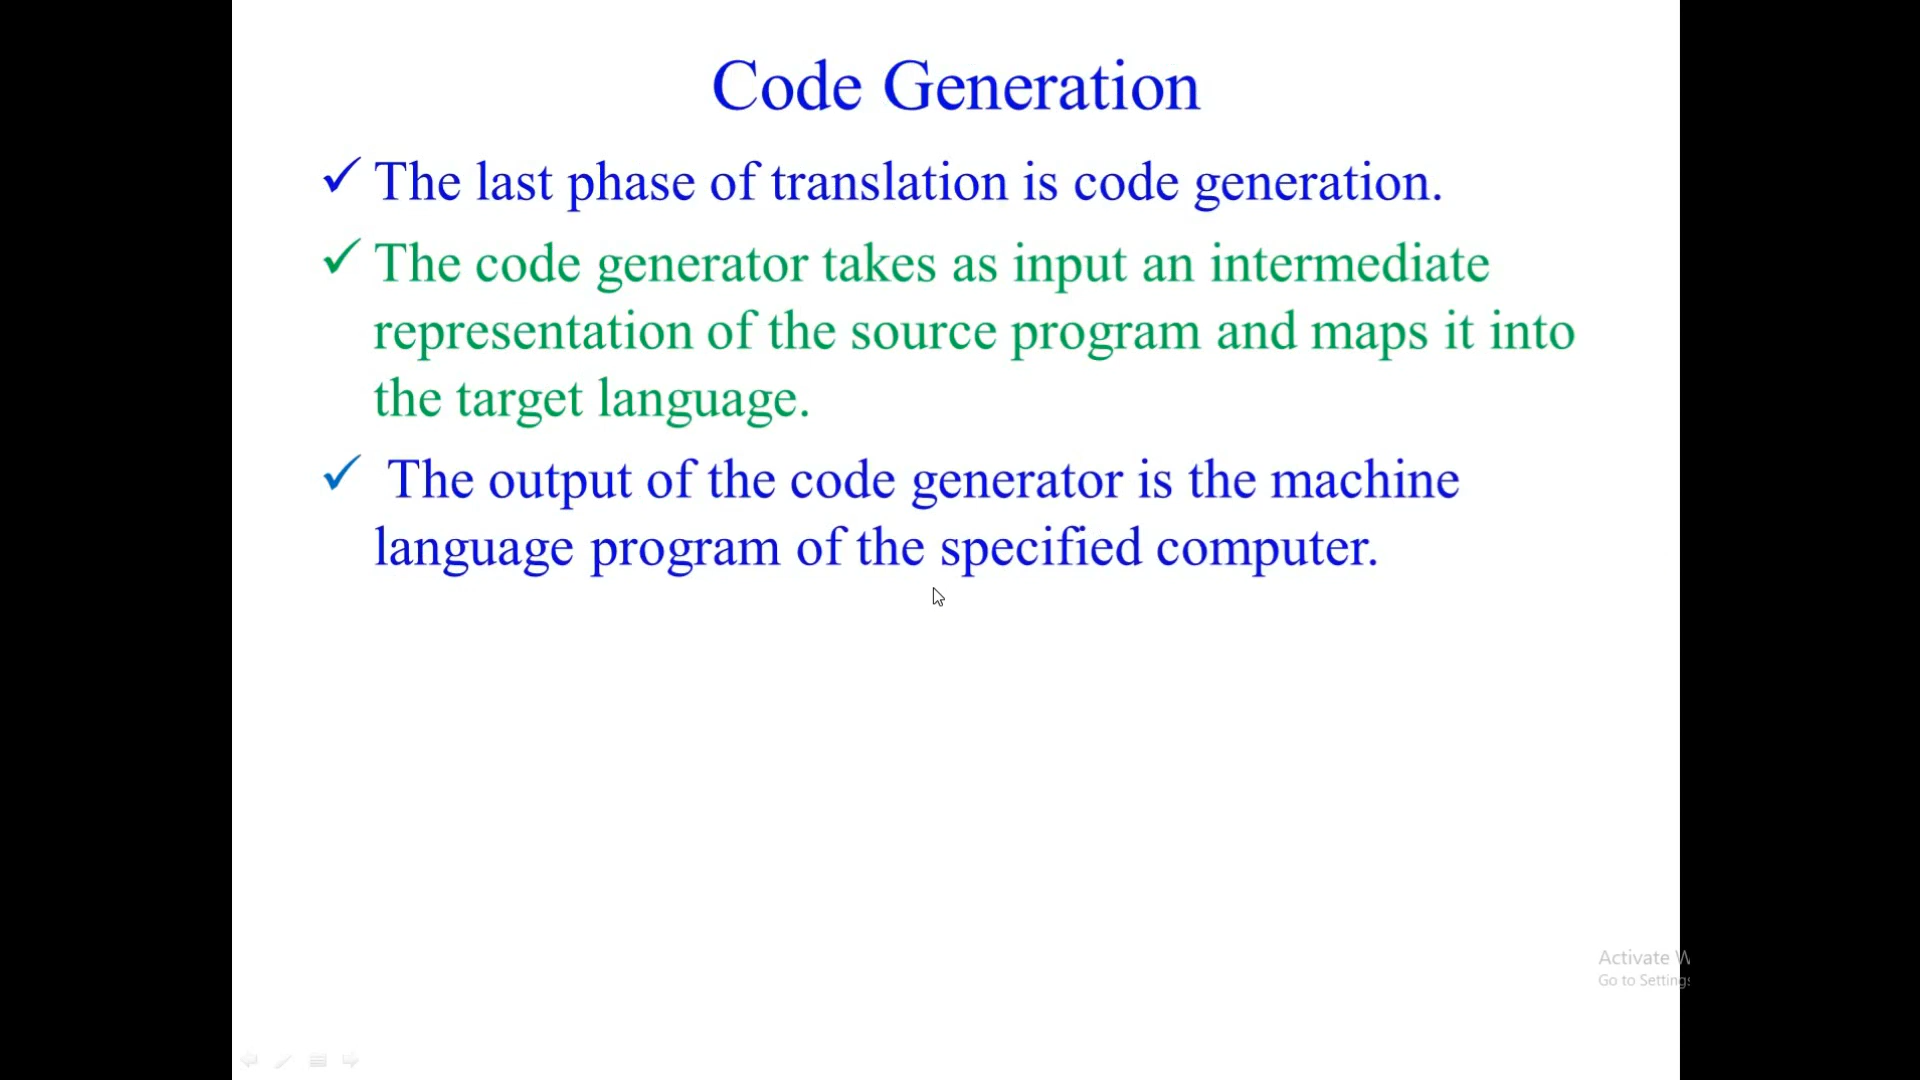 Code Generation
✓ The last phase of translation is code generation.
✓ The code generator takes as input an intermediate
representation of the source program and maps it into
the target language.
✓ The output of the code generator is the machine
language program of the specified computer.
Activate W
Go to Settings